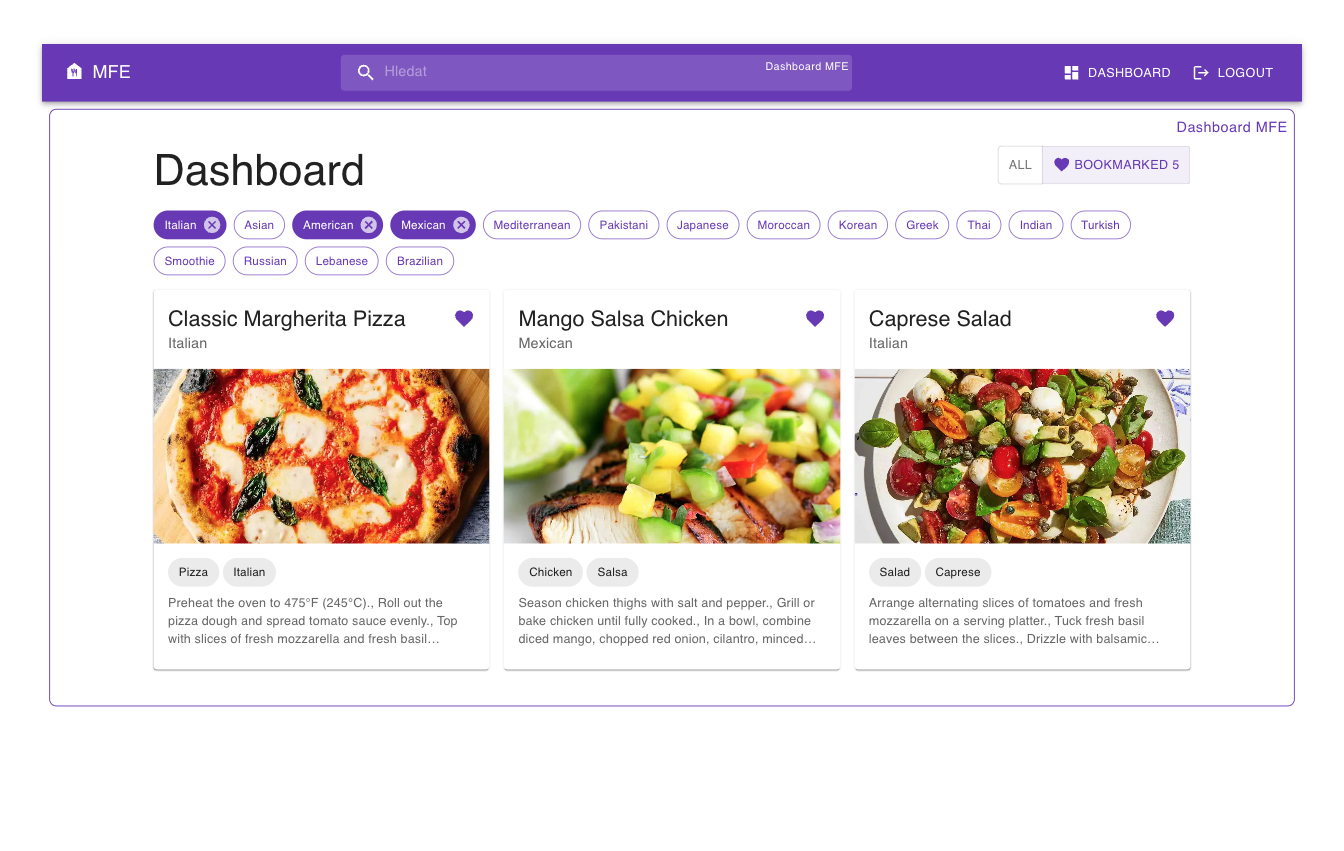 MFE
Hledat
Dashboard MFE
DASHBOARD
LOGOUT
Dashboard MFE
Dashboard
ALL
BOOKMARKED 5
Italian Asian American Mexican Mediterranean Pakistani Japanese Moroccan Korean Greek Thai Indian Turkish
Smoothie Russian Lebanese Brazilian
Classic Margherita Pizza
Italian
Pizza Italian
Preheat the oven to 475°F (245°C)., Roll out the
pizza dough and spread tomato sauce evenly., Top
with slices of fresh mozzarella and fresh basil…
Mango Salsa Chicken
Mexican
Chicken Salsa
Season chicken thighs with salt and pepper., Grill or
bake chicken until fully cooked., In a bowl, combine
diced mango, chopped red onion, cilantro, minced…
Caprese Salad
Italian
Salad Caprese
Arrange alternating slices of tomatoes and fresh
mozzarella on a serving platter., Tuck fresh basil
leaves between the slices., Drizzle with balsamic…